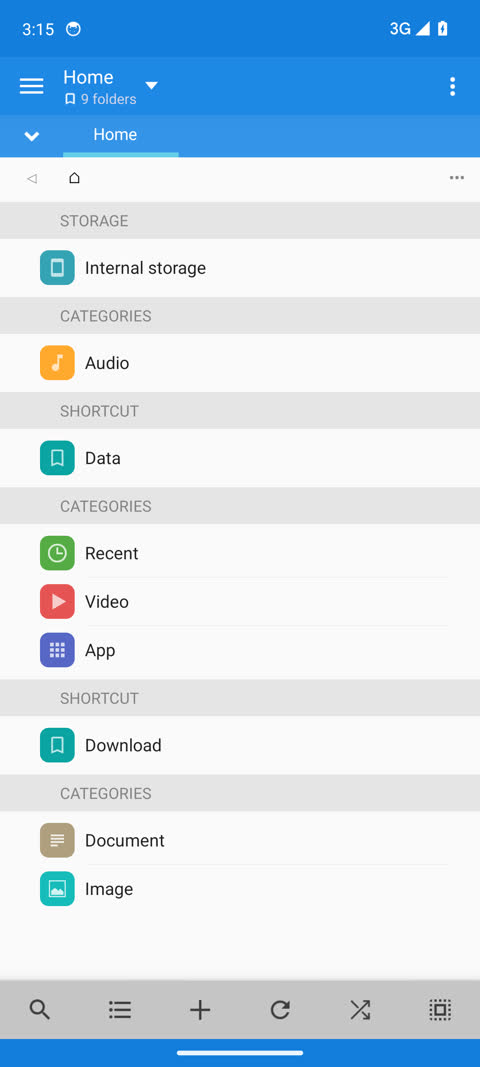 3:15
3G
Home
9 folders
Home
STORAGE
Internal storage
CATEGORIES
Audio
SHORTCUT
Data
CATEGORIES
Recent
Video
App
SHORTCUT
Download
CATEGORIES
Document
Image